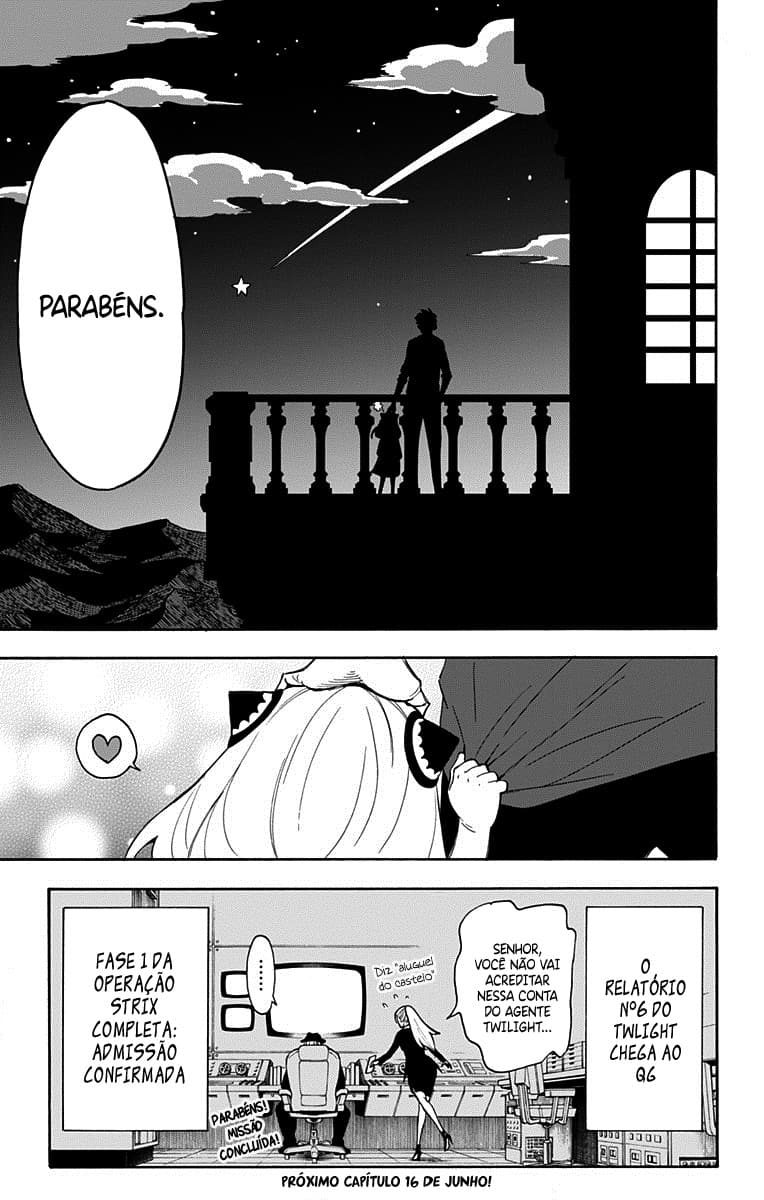 PARABÉNS.
O
RELATÓRIO
Nº6 DO
TWLIGHT
CHEGA AO
QG
SENHOR,
VOCÊ NÃO VAI
ACREDITAR
NESSA CONTA
DO AGENTE
TWILIGHT...
Diz "aluguel
do castelo"
......
FASE 1 DA
OPERAÇÃO
STRIX
COMPLETA:
ADMISSÃO
CONFIRMADA
PARABÉNS!
MISSÃO
CONCLUÍDA!
PRÓXIMO CAPÍTULO 16 DE JUNHO!